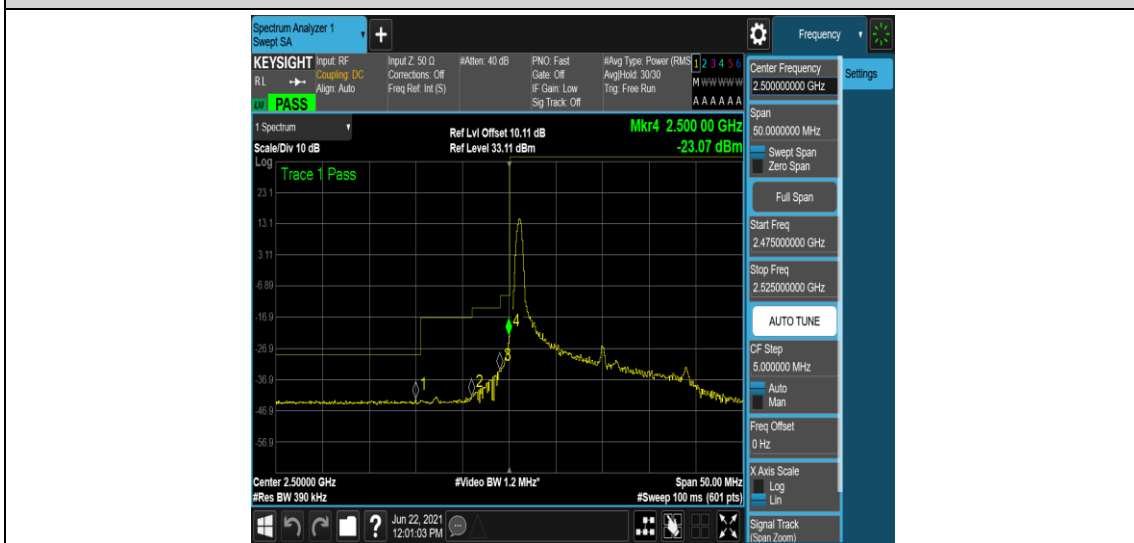 Spectrum Analyzer 1
Swept SA
+
Frequency
KEYSIGHT
RL
LXI
PASS
Input: RF
Coupling: DC
Align: Auto
Input Z: 50 Ω
Corrections: Off
Freq Ref: Int (S)
#Atten: 40 dB
PNO: Fast
Gate: Off
IF Gain: Low
Sig Track: Off
#Avg Type: Power (RMS
Avg|Hold: 30/30
Trig: Free Run
1 2 3 4 5 6
M W W W W W
A A A A A A
1 Spectrum
Scale/Div 10 dB
Ref Lvl Offset 10.11 dB
Ref Level 33.11 dBm
Mkr4 2.500 00 GHz
-23.07 dBm
Log
Trace 1 Pass
23.1
13.1
3.11
-6.89
-16.9
-26.9
-36.9
-46.9
-56.9
1
2
3
4
Center 2.50000 GHz
#Res BW 390 kHz
#Video BW 1.2 MHz*
Span 50.00 MHz
#Sweep 100 ms (601 pts)
?
Jun 22, 2021
12:01:03 PM
Center Frequency
2.500000000 GHz
Settings
Span
50.0000000 MHz
Swept Span
Zero Span
Full Span
Start Freq
2.475000000 GHz
Stop Freq
2.525000000 GHz
AUTO TUNE
CF Step
5.000000 MHz
Auto
Man
Freq Offset
0 Hz
X Axis Scale
Log
Lin
Signal Track
(Span Zoom)